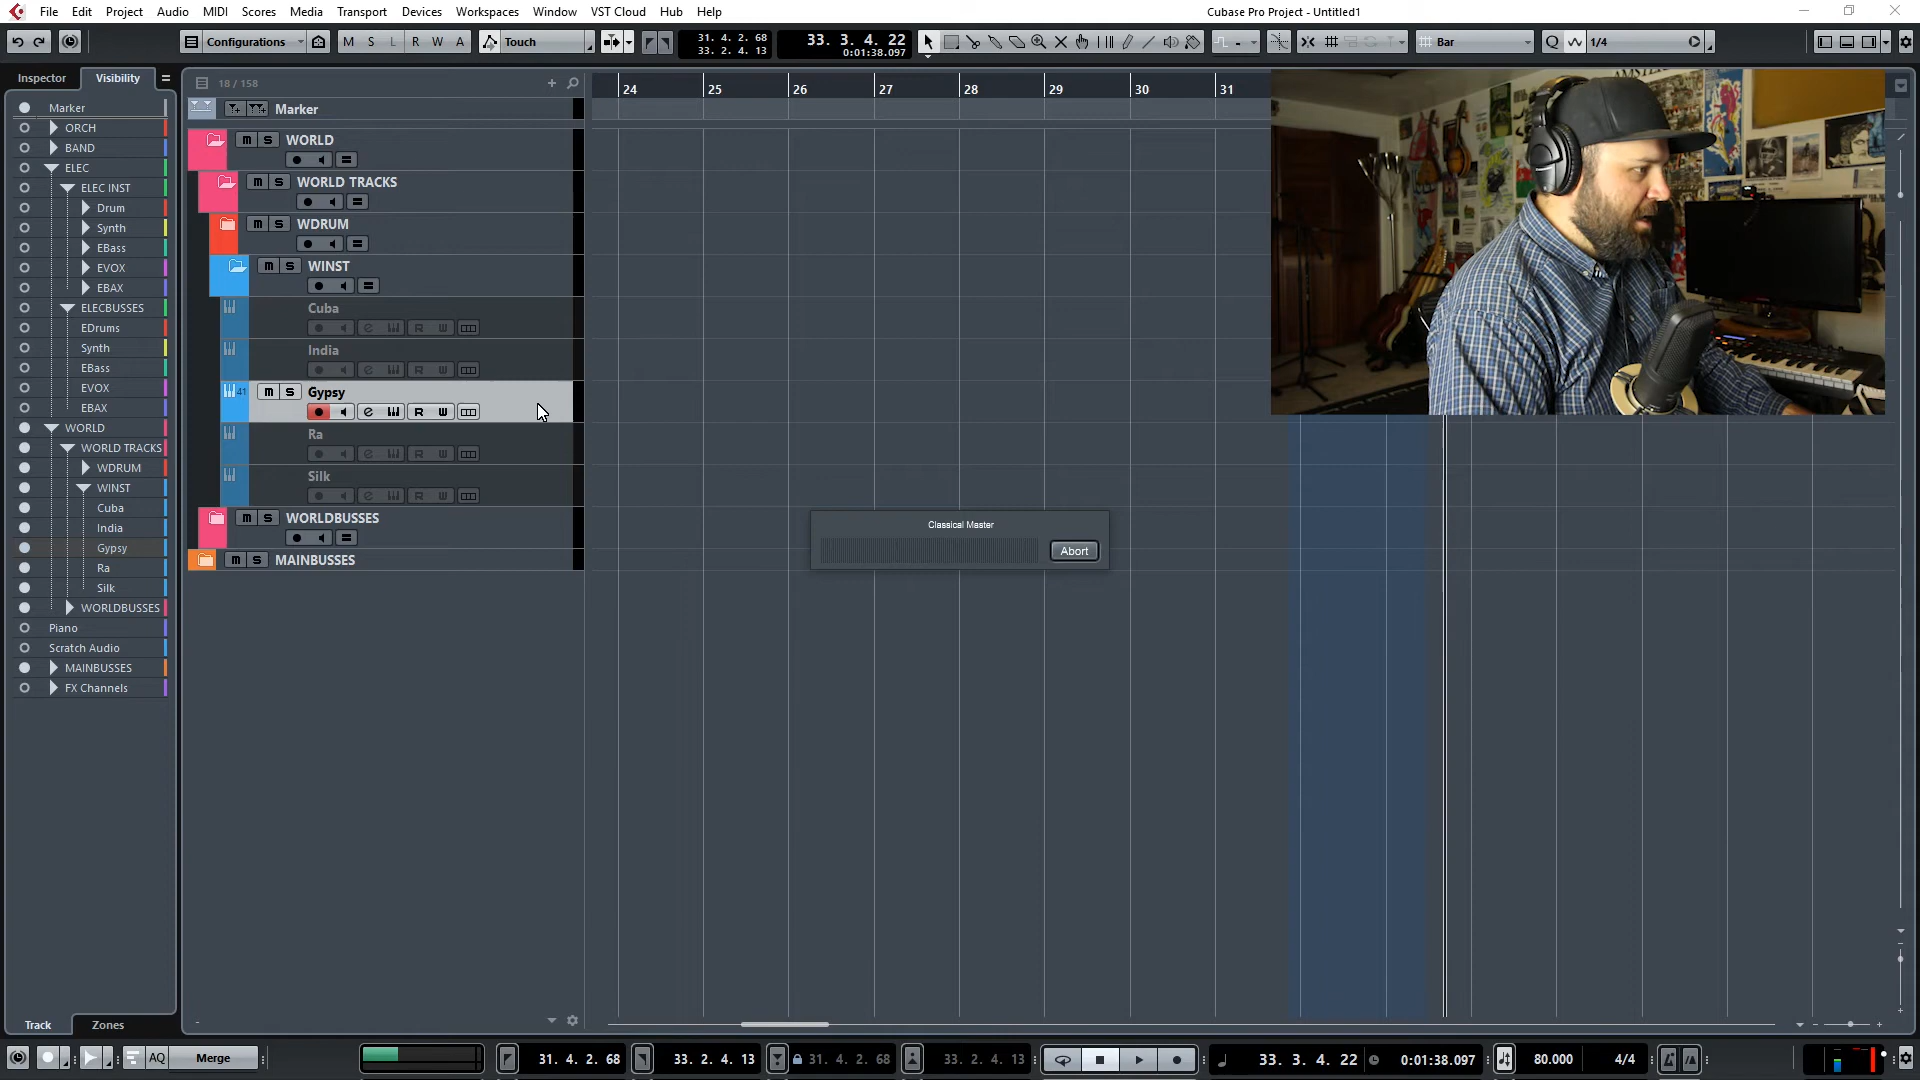 File Edit Project Audio MIDI Scores Media Transport Devices Workspaces Window VST Cloud Hub Help
Cubase Pro Project - Untitled1
Configurations M S L R W A Touch
31. 4. 2. 68
33. 2. 4. 13
33. 3. 4. 22
0:01:38.097
Bar
Q 1/4
Inspector Visibility
18 / 158
24 25 26 27 28 29 30 31
Marker
ORCH
BAND
ELEC
ELEC INST
Drum
Synth
EBass
EVOX
EBAX
ELECBUSSES
EDrums
Synth
EBass
EVOX
EBAX
WORLD
WORLD TRACKS
WDRUM
WINST
Cuba
India
Gypsy
Ra
Silk
WORLDBUSSES
Piano
Scratch Audio
MAINBUSSES
FX Channels
Marker
m S WORLD
m S WORLD TRACKS
m S WDRUM
m S WINST
Cuba
e R W
India
e R W
41 m S Gypsy
e R W
Ra
e R W
Silk
e R W
m S WORLDBUSSES
m S MAINBUSSES
Classical Master
Abort
Track Zones
AQ Merge
31. 4. 2. 68
33. 2. 4. 13
31. 4. 2. 68
33. 2. 4. 13
33. 3. 4. 22
0:01:38.097
80.000
4/4